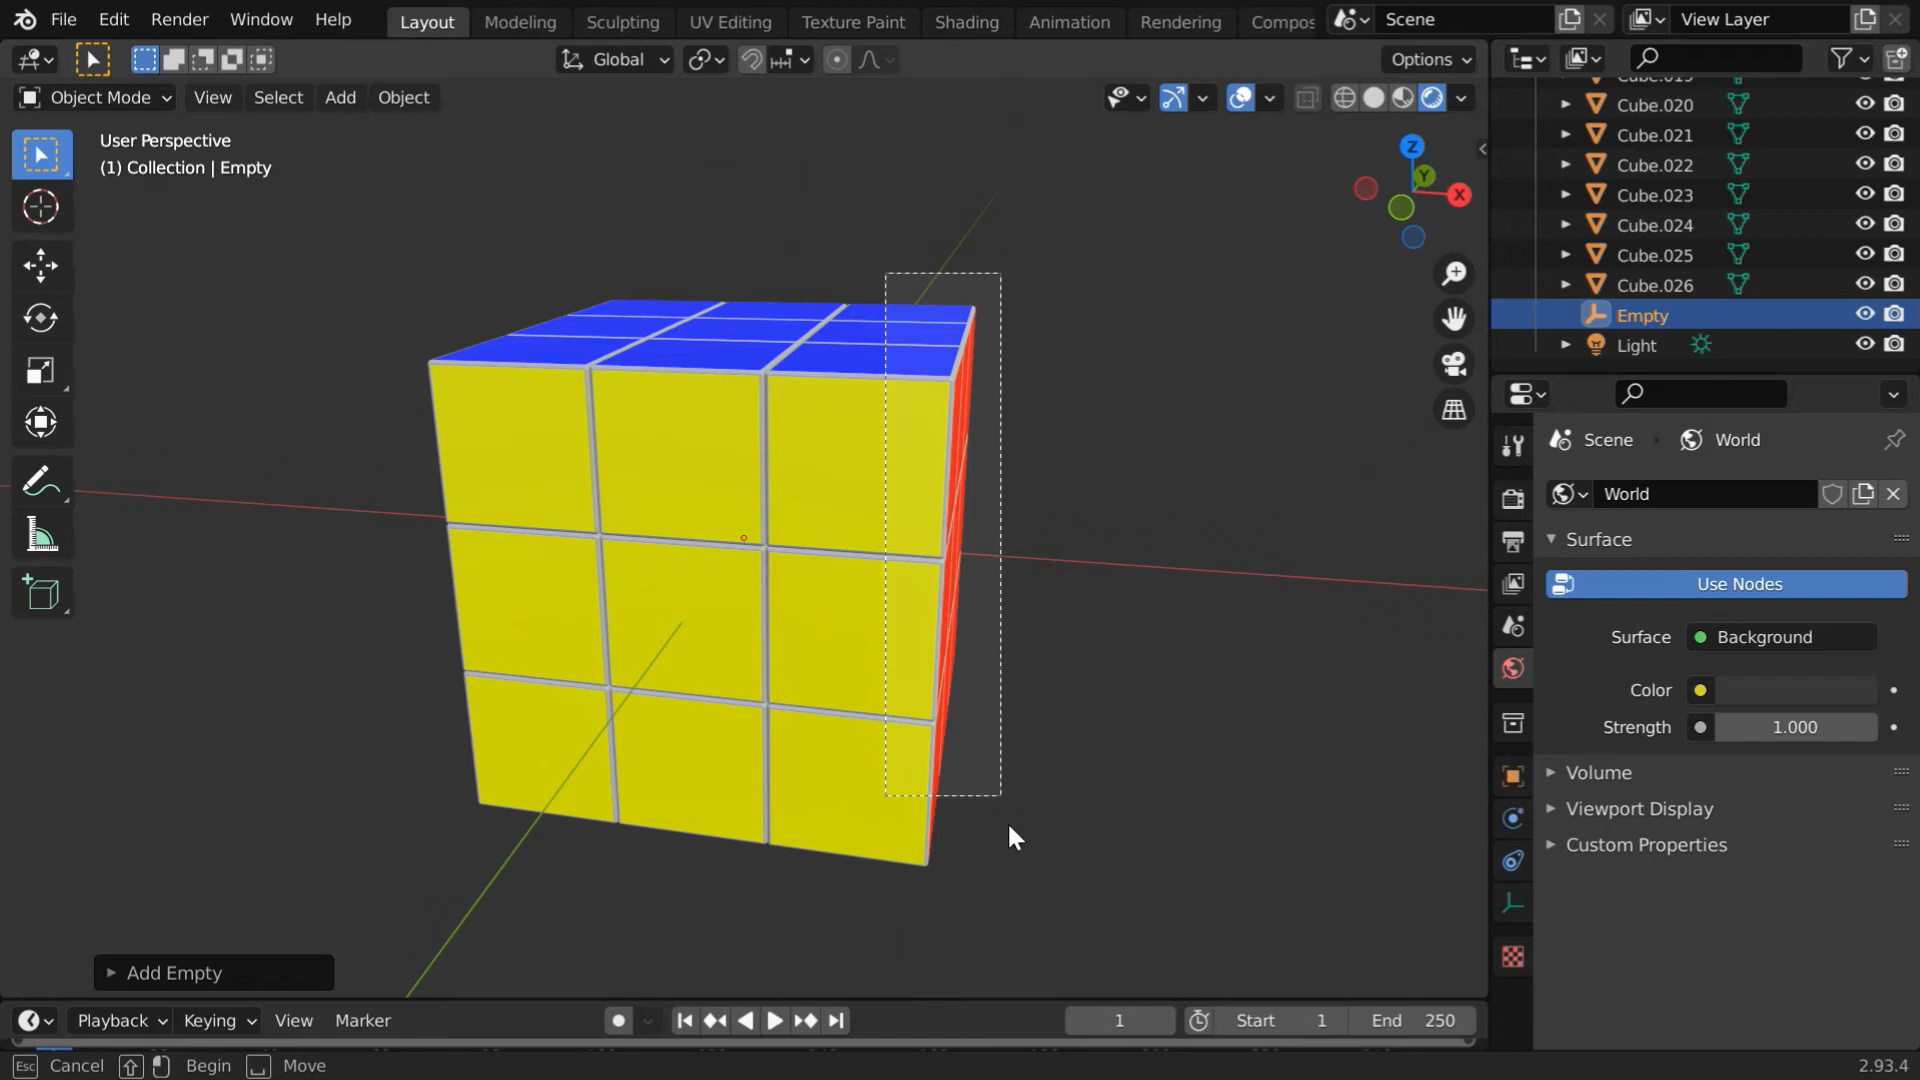 File Edit Render Window Help Layout Modeling Sculpting UV Editing Texture Paint Shading Animation Rendering Compos Scene View Layer
Global Options
Object Mode View Select Add Object
User Perspective
(1) Collection | Empty
Z
Y
X
Cube.019
Cube.020
Cube.021
Cube.022
Cube.023
Cube.024
Cube.025
Cube.026
Empty
Light
Scene World
World
Surface
Use Nodes
Surface Background
Color
Strength 1.000
Volume
Viewport Display
Custom Properties
Add Empty
Playback Keying View Marker 1 Start 1 End 250
Esc Cancel Begin Move 2.93.4